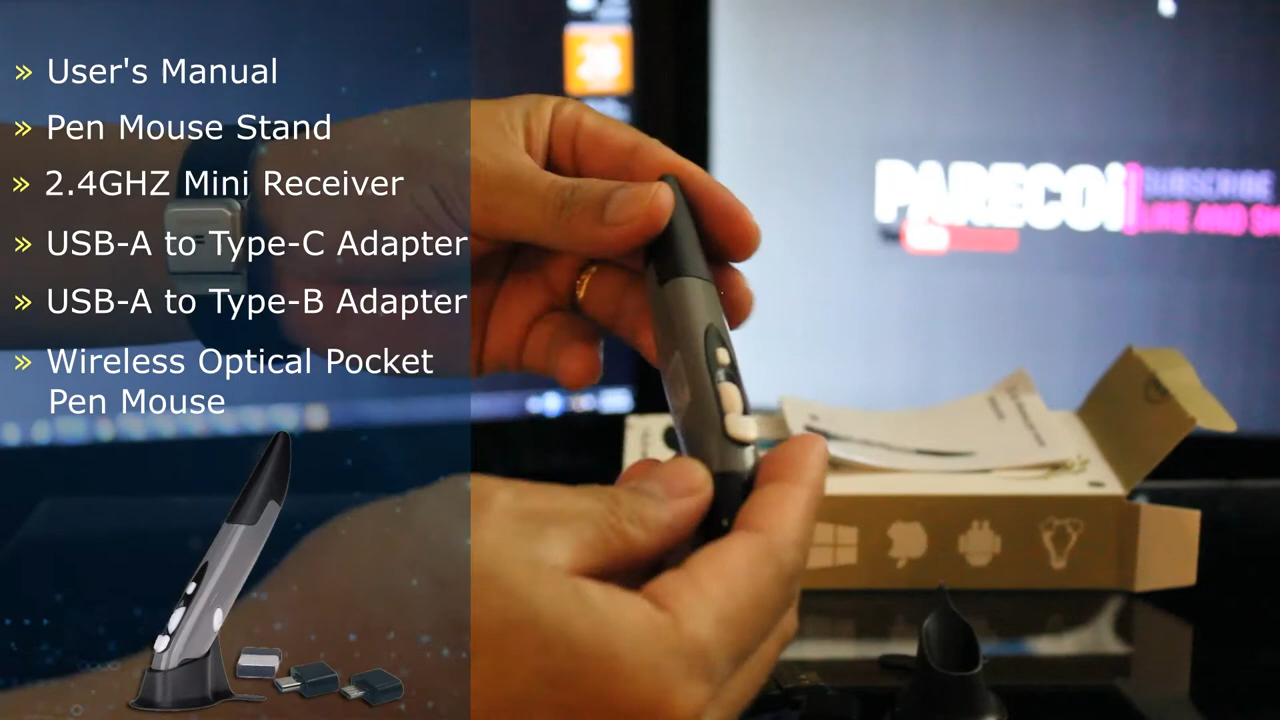 » User's Manual
» Pen Mouse Stand
» 2.4GHZ Mini Receiver
» USB-A to Type-C Adapter
» USB-A to Type-B Adapter
» Wireless Optical Pocket
Pen Mouse
PARECOi
SUBSCRIBE